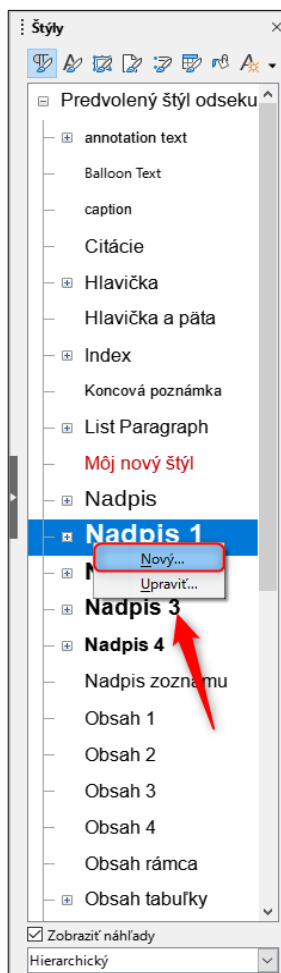 Štýly
Predvolený štýl odseku
annotation text
Balloon Text
caption
Citácie
Hlavička
Hlavička a päta
Index
Koncová poznámka
List Paragraph
Môj nový štýl
Nadpis
Nadpis 1
Nový...
Upraviť...
Nadpis 3
Nadpis 4
Nadpis zoznamu
Obsah 1
Obsah 2
Obsah 3
Obsah 4
Obsah rámca
Obsah tabuľky
Zobraziť náhľady
Hierarchický